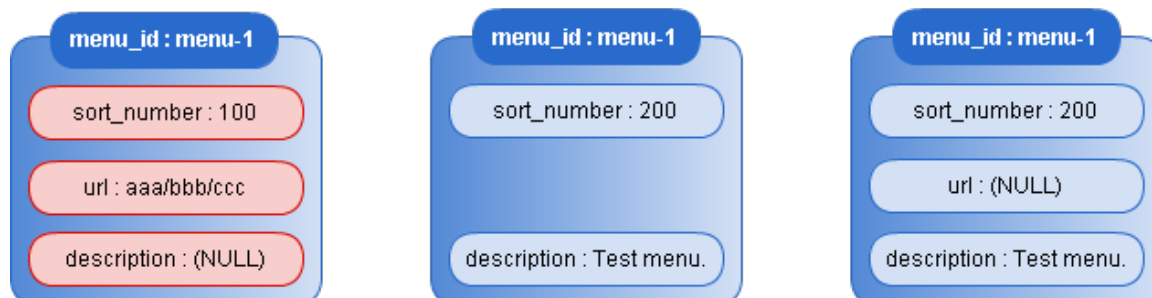 menu_id : menu-1
sort_number : 100
url : aaa/bbb/ccc
description : (NULL)
menu_id : menu-1
sort_number : 200
description : Test menu.
menu_id : menu-1
sort_number : 200
url : (NULL)
description : Test menu.